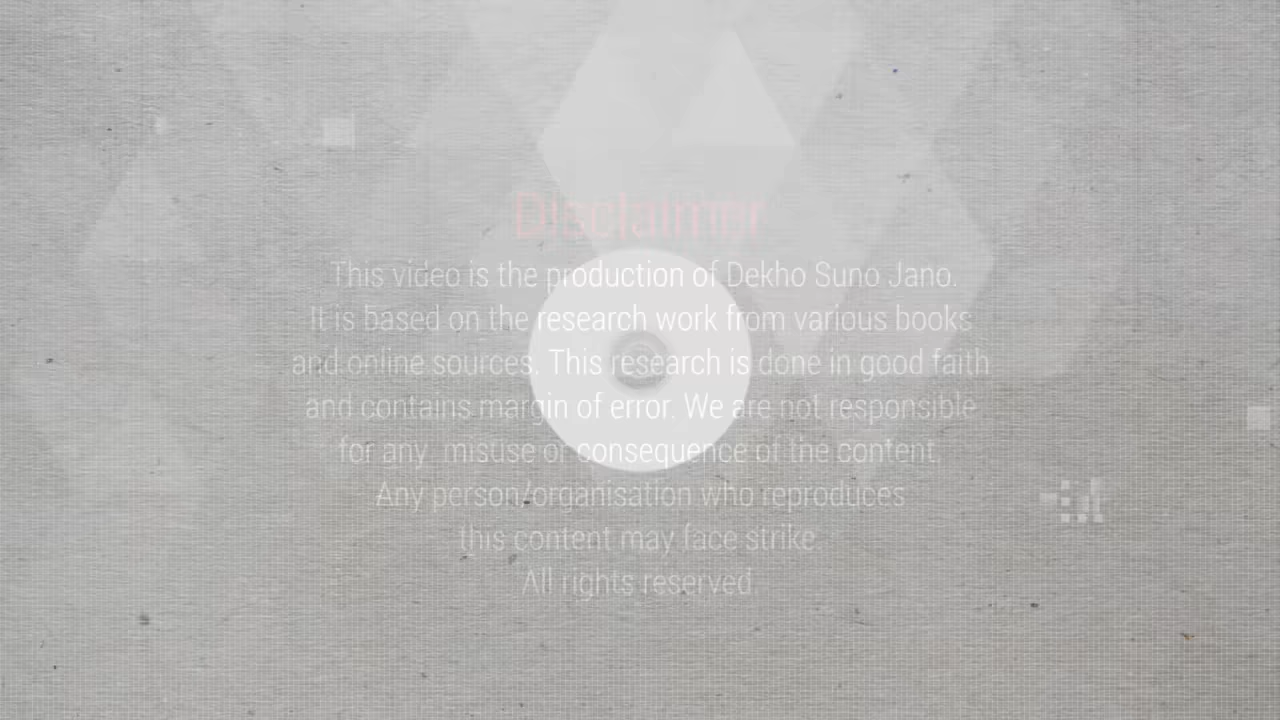 Disclaimer
This video is the production of Dekho Suno Jano.
It is based on the research work from various books
and online sources. This research is done in good faith
and contains margin of error. We are not responsible
for any misuse or consequence of the content.
Any person/organisation who reproduces
this content may face strike.
All rights reserved.